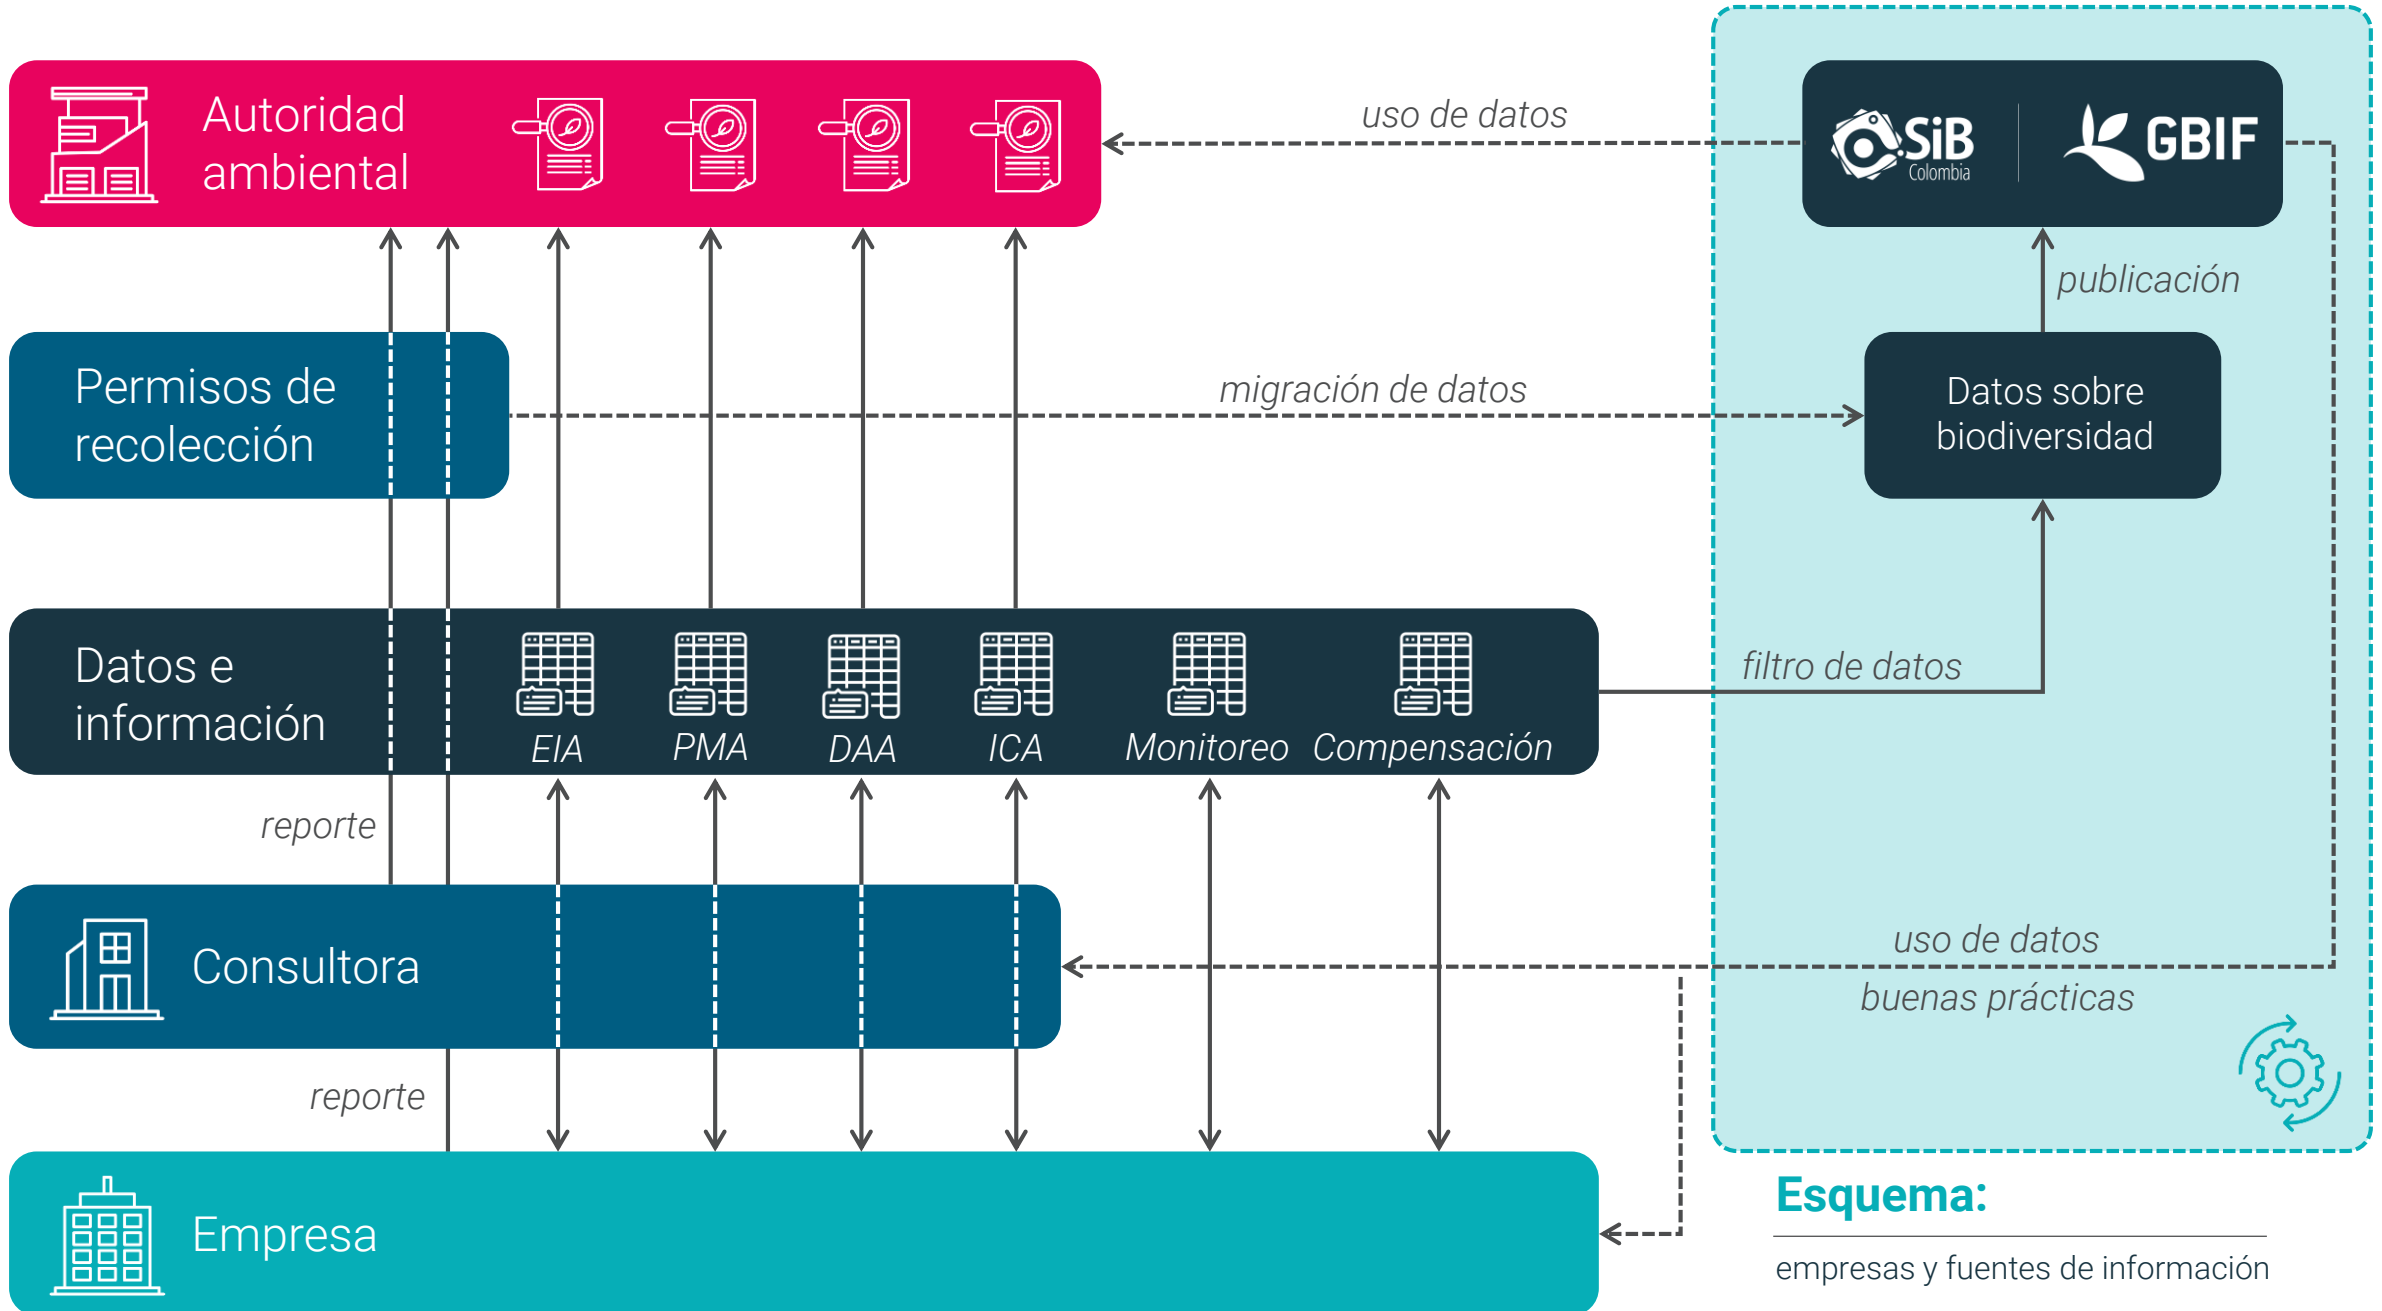 Autoridad
ambiental
uso de datos
SiB
Colombia
GBIF
publicación
Permisos de
recolección
migración de datos
Datos sobre
biodiversidad
Datos e
información
EIA
PMA
DAA
ICA
Monitoreo
Compensación
filtro de datos
reporte
Consultora
uso de datos
buenas prácticas
reporte
Empresa
Esquema:
empresas y fuentes de información